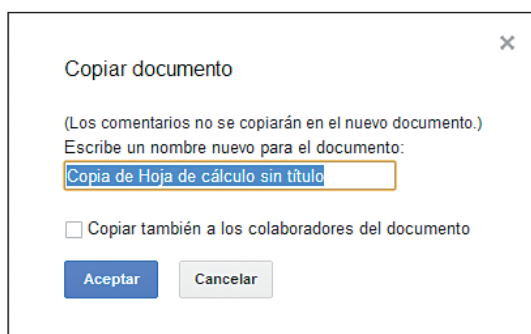 Copiar documento
(Los comentarios no se copiarán en el nuevo documento.)
Escribe un nombre nuevo para el documento:
Copia de Hoja de cálculo sin título
Copiar también a los colaboradores del documento
Aceptar Cancelar